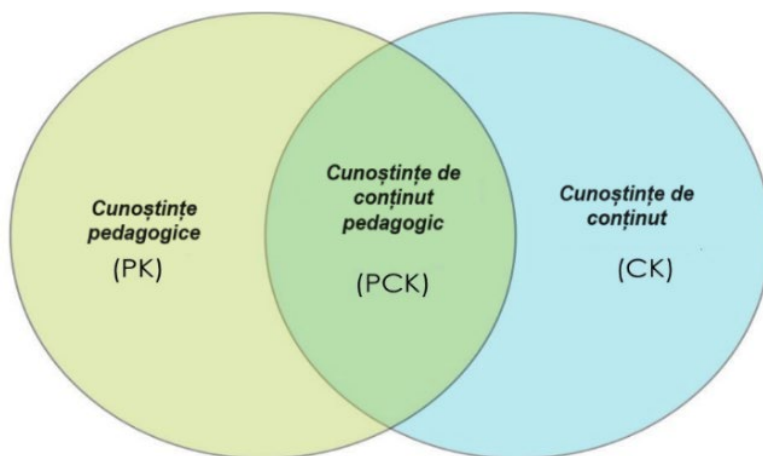 Cunoștințe
pedagogice
(PK)
Cunoștințe de
conținut
pedagogic
(PCK)
Cunoștințe de
conținut
(CK)